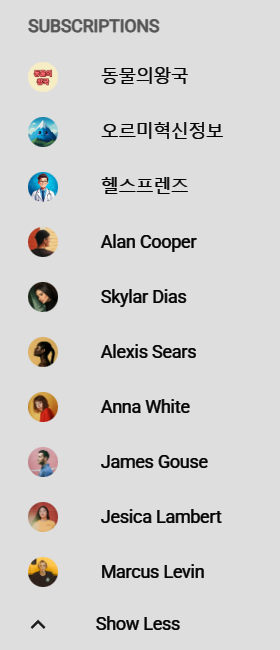 SUBSCRIPTIONS
동물의왕국
오르미혁신정보
헬스프렌즈
Alan Cooper
Skylar Dias
Alexis Sears
Anna White
James Gouse
Jesica Lambert
Marcus Levin
Show Less